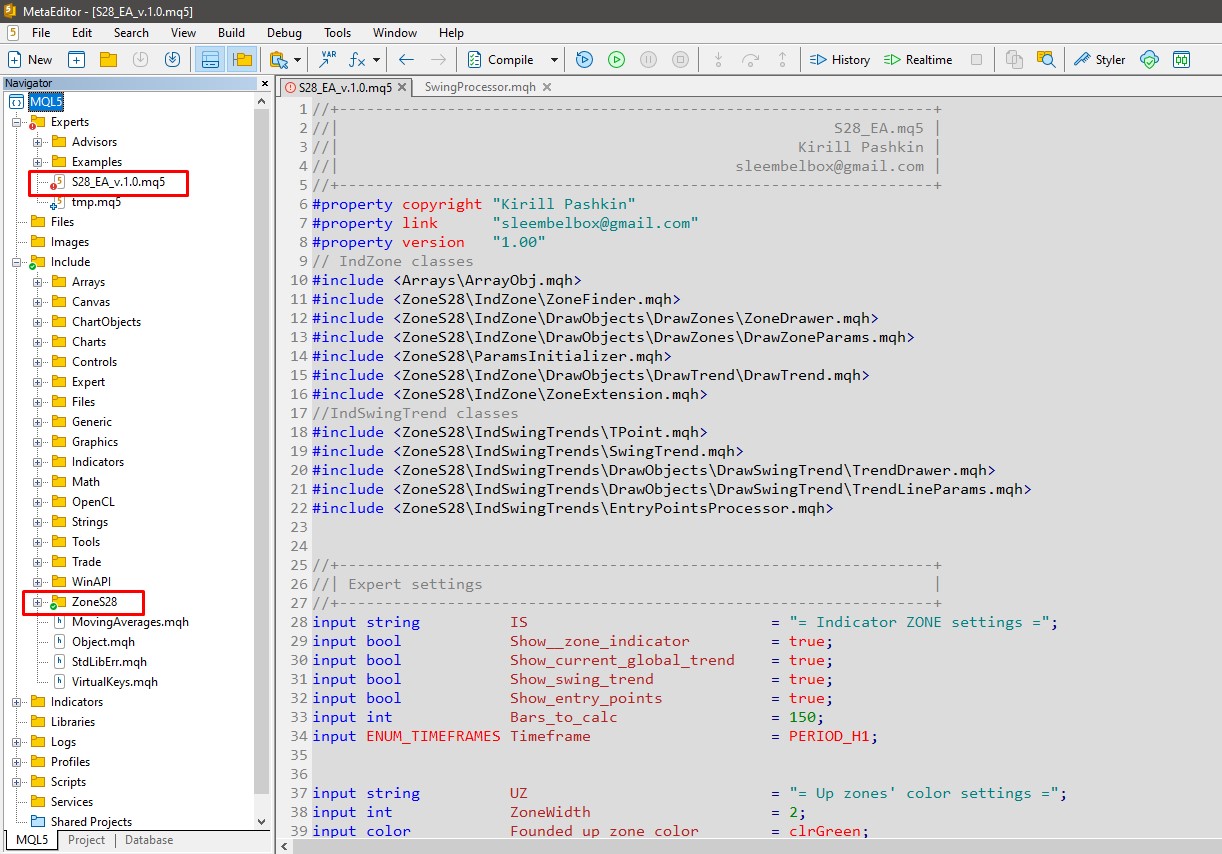 MetaEditor - [S28_EA_v.1.0.mq5]
File Edit Search View Build Debug Tools Window Help
New VAR Compile History Realtime Styler
Navigator
MQL5
Experts
Advisors
Examples
S28_EA_v.1.0.mq5
tmp.mq5
Files
Images
Include
Arrays
Canvas
ChartObjects
Charts
Controls
Expert
Files
Generic
Graphics
Indicators
Math
OpenCL
Strings
Tools
Trade
WinAPI
ZoneS28
MovingAverages.mqh
Object.mqh
StdLibErr.mqh
VirtualKeys.mqh
Indicators
Libraries
Logs
Profiles
Scripts
Services
Shared Projects
MQL5 Project Database
S28_EA_v.1.0.mq5 SwingProcessor.mqh
1 //+------------------------------------------------------------------+
2 //| S28_EA.mq5 |
3 //| Kirill Pashkin |
4 //| sleembelbox@gmail.com |
5 //+------------------------------------------------------------------+
6 #property copyright "Kirill Pashkin"
7 #property link "sleembelbox@gmail.com"
8 #property version "1.00"
9 // IndZone classes
10 #include <Arrays\ArrayObj.mqh>
11 #include <ZoneS28\IndZone\ZoneFinder.mqh>
12 #include <ZoneS28\IndZone\DrawObjects\DrawZones\ZoneDrawer.mqh>
13 #include <ZoneS28\IndZone\DrawObjects\DrawZones\DrawZoneParams.mqh>
14 #include <ZoneS28\ParamsInitializer.mqh>
15 #include <ZoneS28\IndZone\DrawObjects\DrawTrend\DrawTrend.mqh>
16 #include <ZoneS28\IndZone\ZoneExtension.mqh>
17 //IndSwingTrend classes
18 #include <ZoneS28\IndSwingTrends\TPoint.mqh>
19 #include <ZoneS28\IndSwingTrends\SwingTrend.mqh>
20 #include <ZoneS28\IndSwingTrends\DrawObjects\DrawSwingTrend\TrendDrawer.mqh>
21 #include <ZoneS28\IndSwingTrends\DrawObjects\DrawSwingTrend\TrendLineParams.mqh>
22 #include <ZoneS28\IndSwingTrends\EntryPointsProcessor.mqh>
23
24
25 //+------------------------------------------------------------------+
26 //| Expert settings |
27 //+------------------------------------------------------------------+
28 input string IS = "= Indicator ZONE settings =";
29 input bool Show__zone_indicator = true;
30 input bool Show_current_global_trend = true;
31 input bool Show_swing_trend = true;
32 input bool Show_entry_points = true;
33 input int Bars_to_calc = 150;
34 input ENUM_TIMEFRAMES Timeframe = PERIOD_H1;
35
36
37 input string UZ = "= Up zones' color settings =";
38 input int ZoneWidth = 2;
39 input color Founded_up_zone_color = clrGreen;